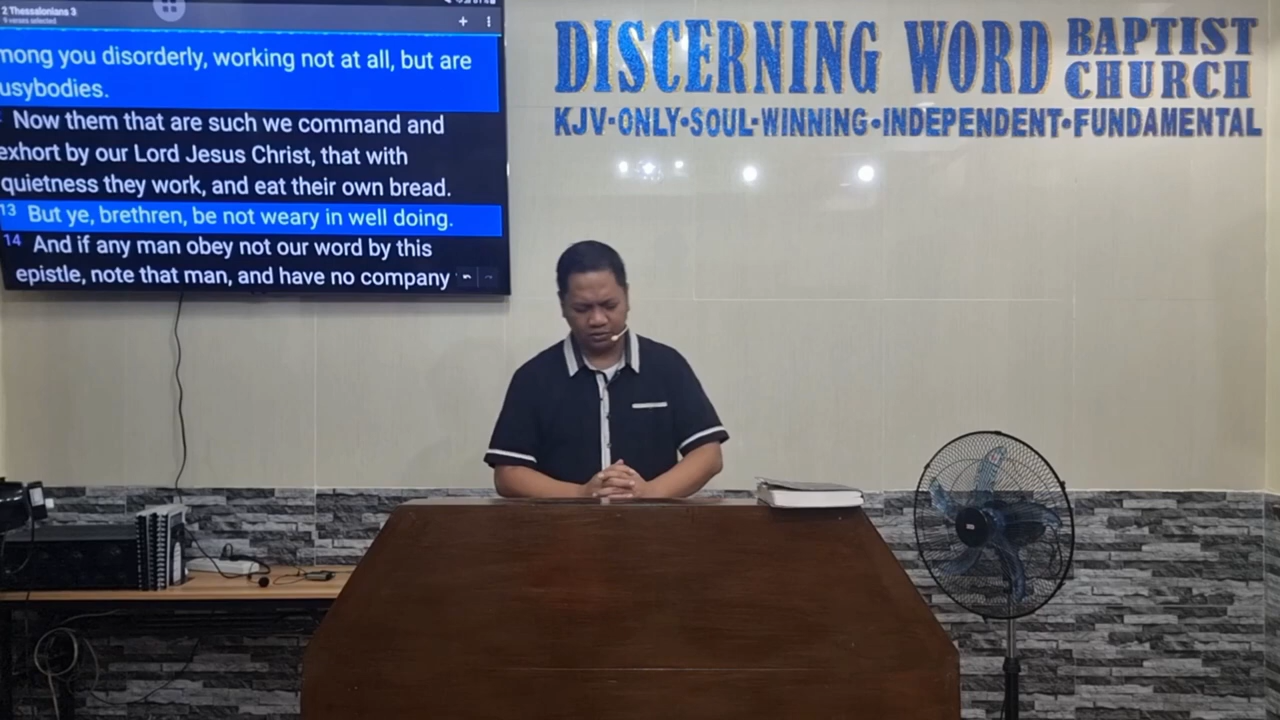 2 Thessalonians 3
9 verses selected
mong you disorderly, working not at all, but are
usybodies.
Now them that are such we command and
exhort by our Lord Jesus Christ, that with
quietness they work, and eat their own bread.
13 But ye, brethren, be not weary in well doing.
14 And if any man obey not our word by this
epistle, note that man, and have no company
DISCERNING WORD BAPTIST CHURCH
KJV-ONLY•SOUL-WINNING•INDEPENDENT•FUNDAMENTAL